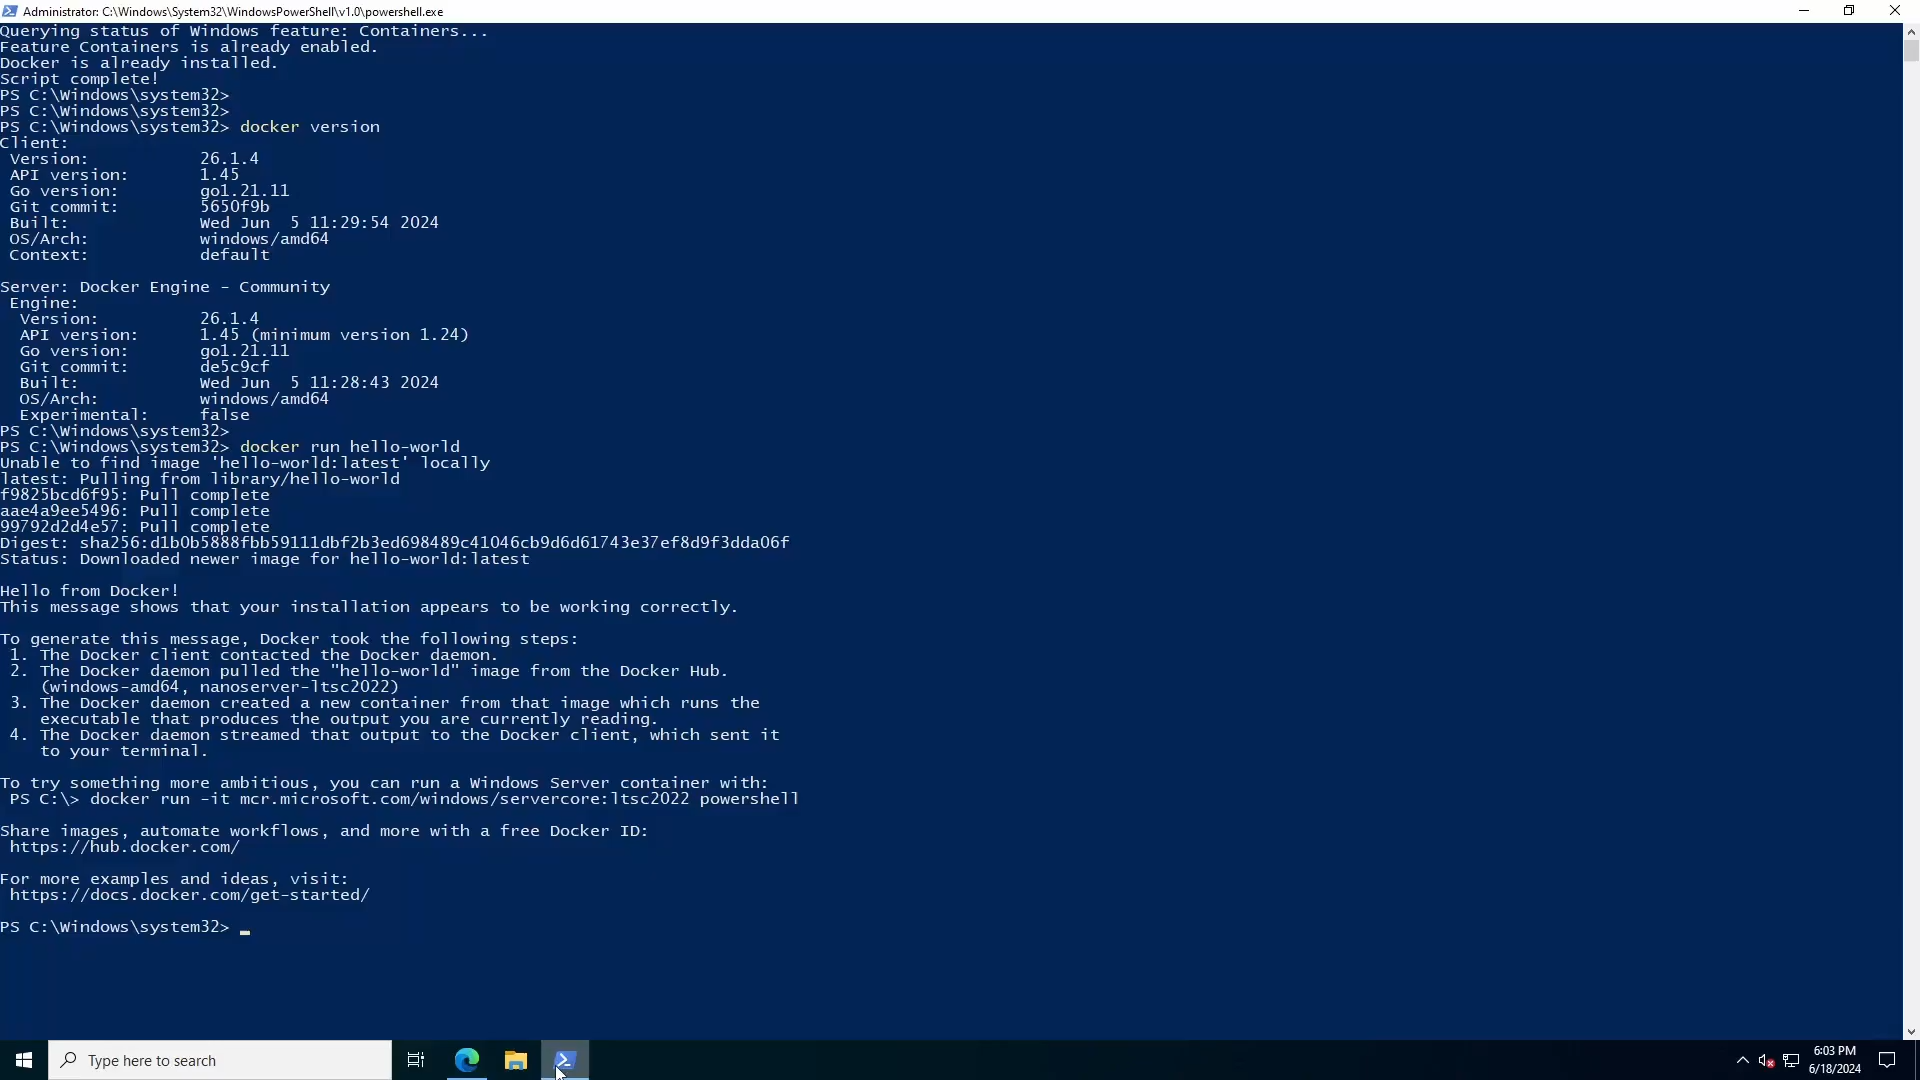 Administrator: C:\Windows\System32\WindowsPowerShell\v1.0\powershell.exe
Querying status of Windows feature: Containers...
Feature Containers is already enabled.
Docker is already installed.
Script complete!
PS C:\Windows\system32>
PS C:\Windows\system32>
PS C:\Windows\system32> docker version
Client:
 Version:           26.1.4
 API version:       1.45
 Go version:        go1.21.11
 Git commit:        5650f9b
 Built:             Wed Jun  5 11:29:54 2024
 OS/Arch:           windows/amd64
 Context:           default

Server: Docker Engine - Community
 Engine:
  Version:          26.1.4
  API version:      1.45 (minimum version 1.24)
  Go version:       go1.21.11
  Git commit:       de5c9cf
  Built:            Wed Jun  5 11:28:43 2024
  OS/Arch:          windows/amd64
  Experimental:     false
PS C:\Windows\system32>
PS C:\Windows\system32> docker run hello-world
Unable to find image 'hello-world:latest' locally
latest: Pulling from library/hello-world
f9825bcd6f95: Pull complete
aae4a9ee5496: Pull complete
99792d2d4e57: Pull complete
Digest: sha256:d1b0b5888fbb59111dbf2b3ed698489c41046cb9d6d61743e37ef8d9f3dda06f
Status: Downloaded newer image for hello-world:latest

Hello from Docker!
This message shows that your installation appears to be working correctly.

To generate this message, Docker took the following steps:
 1. The Docker client contacted the Docker daemon.
 2. The Docker daemon pulled the "hello-world" image from the Docker Hub.
    (windows-amd64, nanoserver-ltsc2022)
 3. The Docker daemon created a new container from that image which runs the
    executable that produces the output you are currently reading.
 4. The Docker daemon streamed that output to the Docker client, which sent it
    to your terminal.

To try something more ambitious, you can run a Windows Server container with:
 PS C:\> docker run -it mcr.microsoft.com/windows/servercore:ltsc2022 powershell

Share images, automate workflows, and more with a free Docker ID:
 https://hub.docker.com/

For more examples and ideas, visit:
 https://docs.docker.com/get-started/

PS C:\Windows\system32> _
Type here to search
6:03 PM
6/18/2024